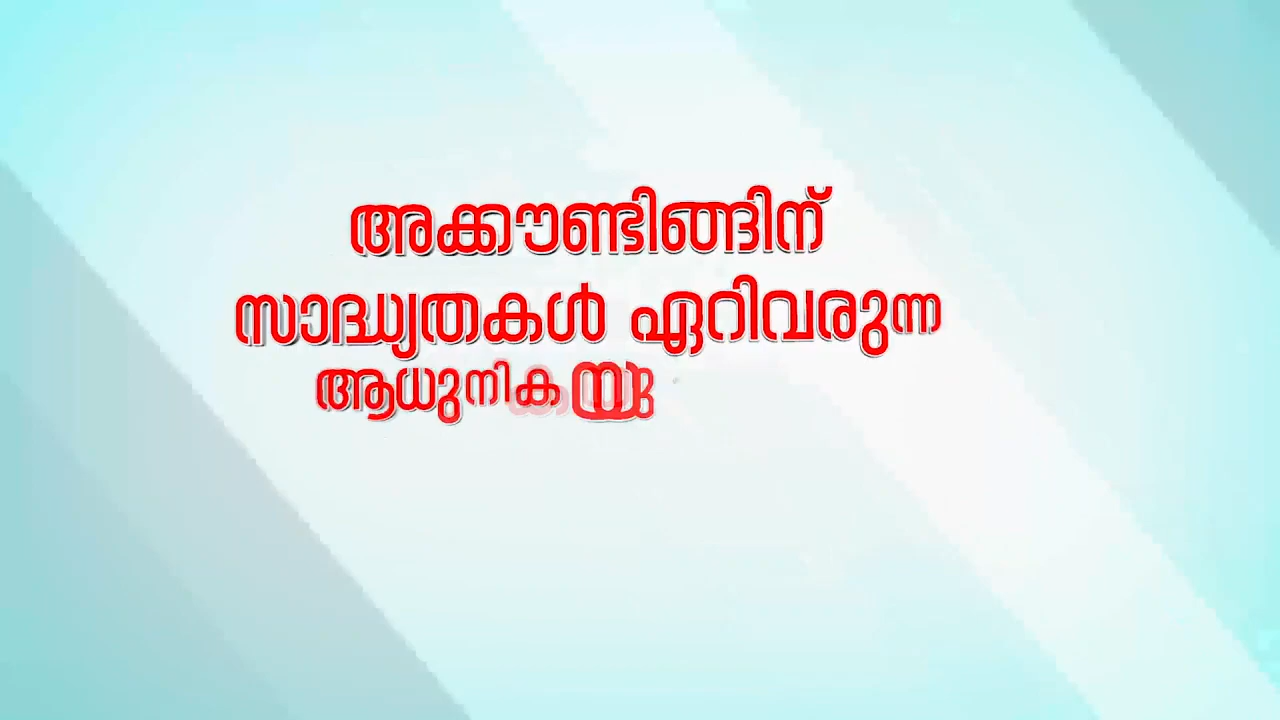 അക്കൗണ്ടിങ്ങിന്
സാദ്ധ്യതകൾ ഏറിവരുന്ന
ആധുനിക